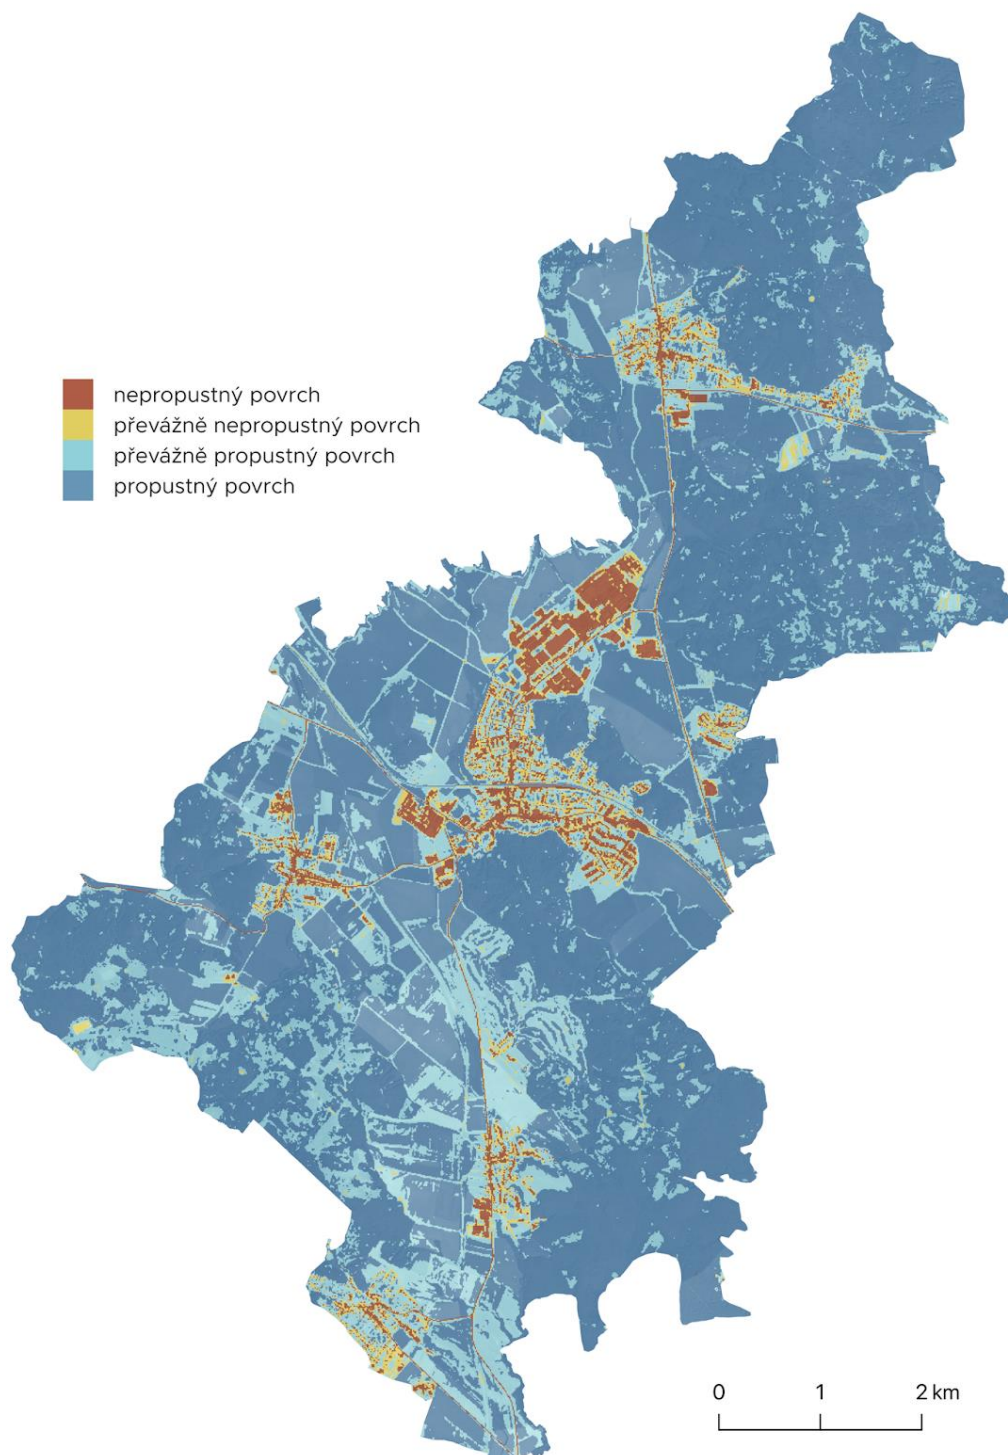 nepropustný povrch
převážně nepropustný povrch
převážně propustný povrch
propustný povrch
0 1 2 km